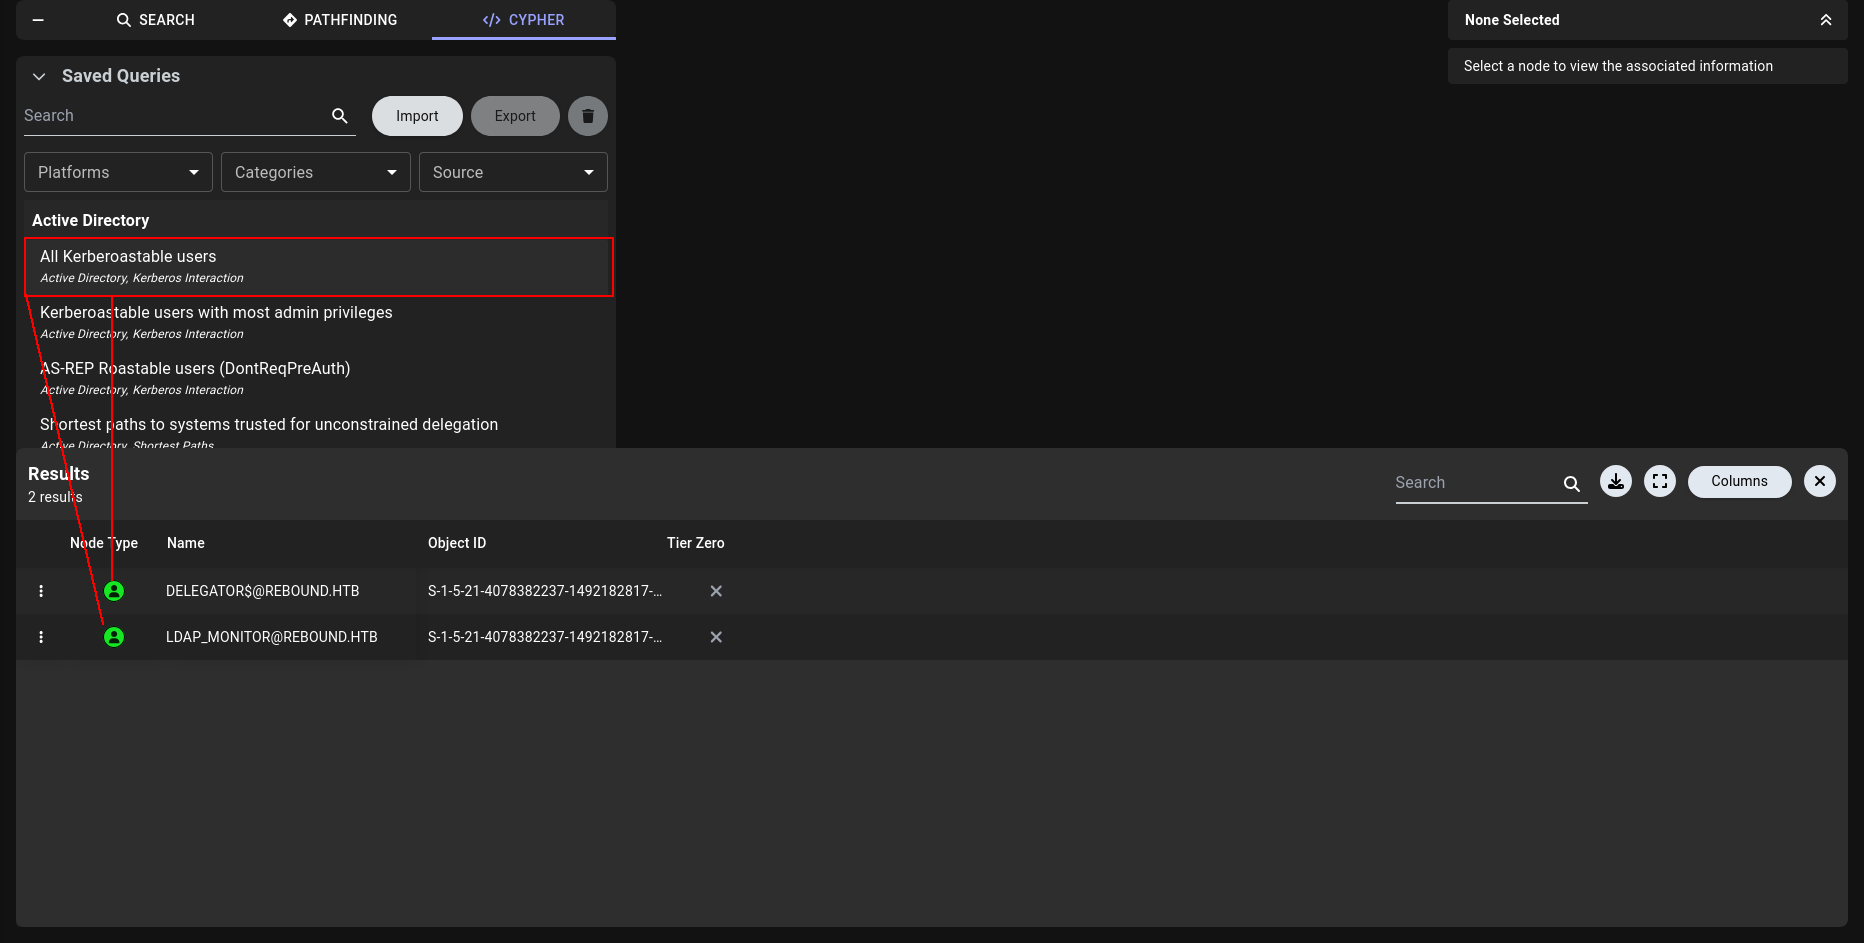 SEARCH
PATHFINDING
CYPHER
None Selected
Select a node to view the associated information
Saved Queries
Search
Import
Export
Platforms
Categories
Source
Active Directory
All Kerberoastable users
Active Directory, Kerberos Interaction
Kerberoastable users with most admin privileges
Active Directory, Kerberos Interaction
AS-REP Roastable users (DontReqPreAuth)
Active Directory, Kerberos Interaction
Shortest paths to systems trusted for unconstrained delegation
Active Directory, Shortest Paths
Results
2 results
Search
Columns
Node Type Name Object ID Tier Zero
DELEGATOR$@REBOUND.HTB S-1-5-21-4078382237-1492182817-...
LDAP_MONITOR@REBOUND.HTB S-1-5-21-4078382237-1492182817-...